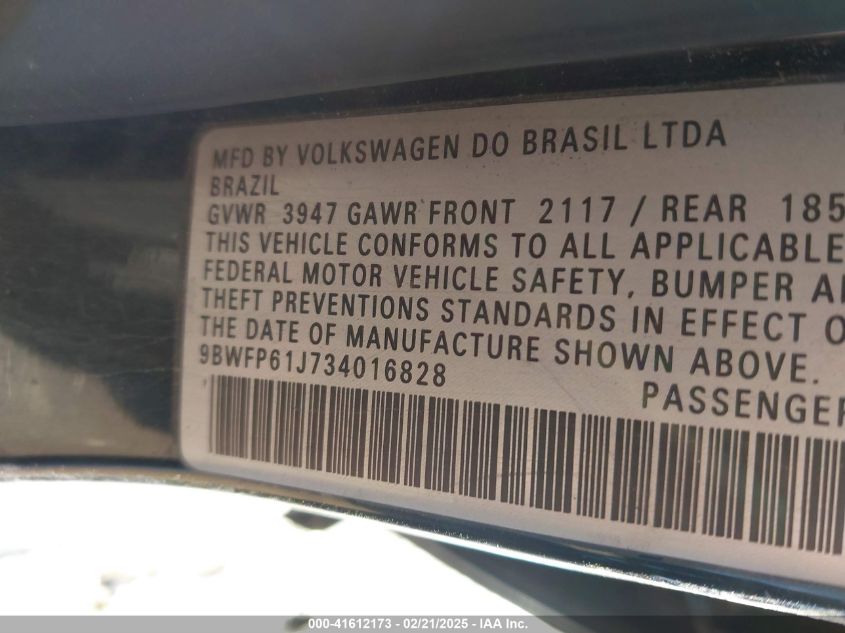 MFD BY VOLKSWAGEN DO BRASIL LTDA
BRAZIL
GVWR 3947 GAWR FRONT 2117 / REAR 185
THIS VEHICLE CONFORMS TO ALL APPLICABLE
FEDERAL MOTOR VEHICLE SAFETY, BUMPER A
THEFT PREVENTIONS STANDARDS IN EFFECT O
THE DATE OF MANUFACTURE SHOWN ABOVE.
9BWFP61J734016828
PASSENGER
000-41612173 - 02/21/2025 - IAA Inc.